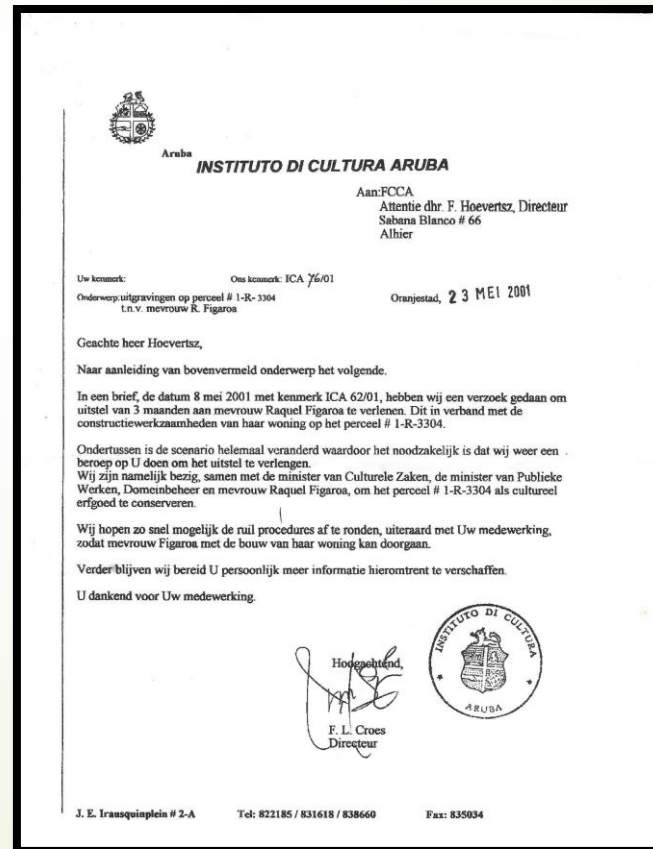 Aruba
INSTITUTO DI CULTURA ARUBA
Aan:FCCA
Attentie dhr. F. Hoevertsz, Directeur
Sabana Blanco # 66
Alhier
Uw kenmerk: Ons kenmerk: ICA 76/01
Onderwerp:uitgravingen op perceel # 1-R- 3304
t.n.v. mevrouw R. Figaroa
Oranjestad, 23 MEI 2001
Geachte heer Hoevertsz,
Naar aanleiding van bovenvermeld onderwerp het volgende.
In een brief, de datum 8 mei 2001 met kenmerk ICA 62/01, hebben wij een verzoek gedaan om
uitstel van 3 maanden aan mevrouw Raquel Figaroa te verlenen. Dit in verband met de
constructiewerkzaamheden van haar woning op het perceel # 1-R-3304.
Ondertussen is de scenario helemaal veranderd waardoor het noodzakelijk is dat wij weer een
beroep op U doen om het uitstel te verlengen.
Wij zijn namelijk bezig, samen met de minister van Culturele Zaken, de minister van Publieke
Werken, Domeinbeheer en mevrouw Raquel Figaroa, om het perceel # 1-R-3304 als cultureel
erfgoed te conserveren.
Wij hopen zo snel mogelijk de ruil procedures af te ronden, uiteraard met Uw medewerking,
zodat mevrouw Figaroa met de bouw van haar woning kan doorgaan.
Verder blijven wij bereid U persoonlijk meer informatie hieromtrent te verschaffen.
U dankend voor Uw medewerking.
Hoogachtend,
F. L. Croes
Directeur
INSTITUTO DI CULTURA
ARUBA
J. E. Irausquinplein # 2-A Tel: 822185 / 831618 / 838660 Fax: 835034